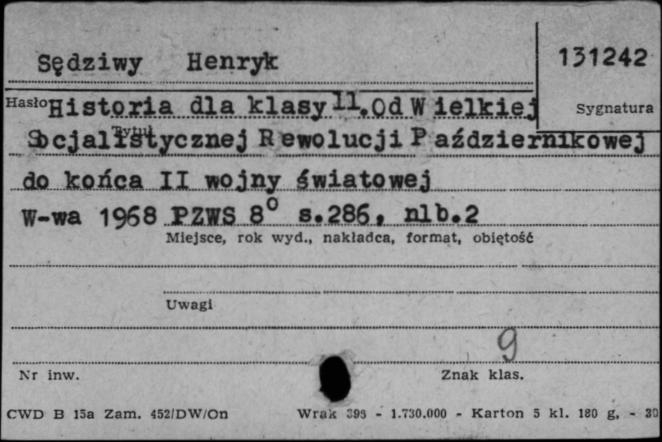 Sędziwy Henryk
131242
Hasło Historia dla klasy 11. Od Wielkiej
Sygnatura
Tytuł
Socjalistycznej Rewolucji Październikowej
do końca II wojny światowej
W-wa 1968 PZWS 8° s.286, nlb.2
Miejsce, rok wyd., nakładca, format, objętość
Uwagi
9
Nr inw.
Znak klas.
CWD B 15a Zam. 452/DW/On Wrak 398 - 1.730.000 - Karton 5 kl. 180 g, - 30